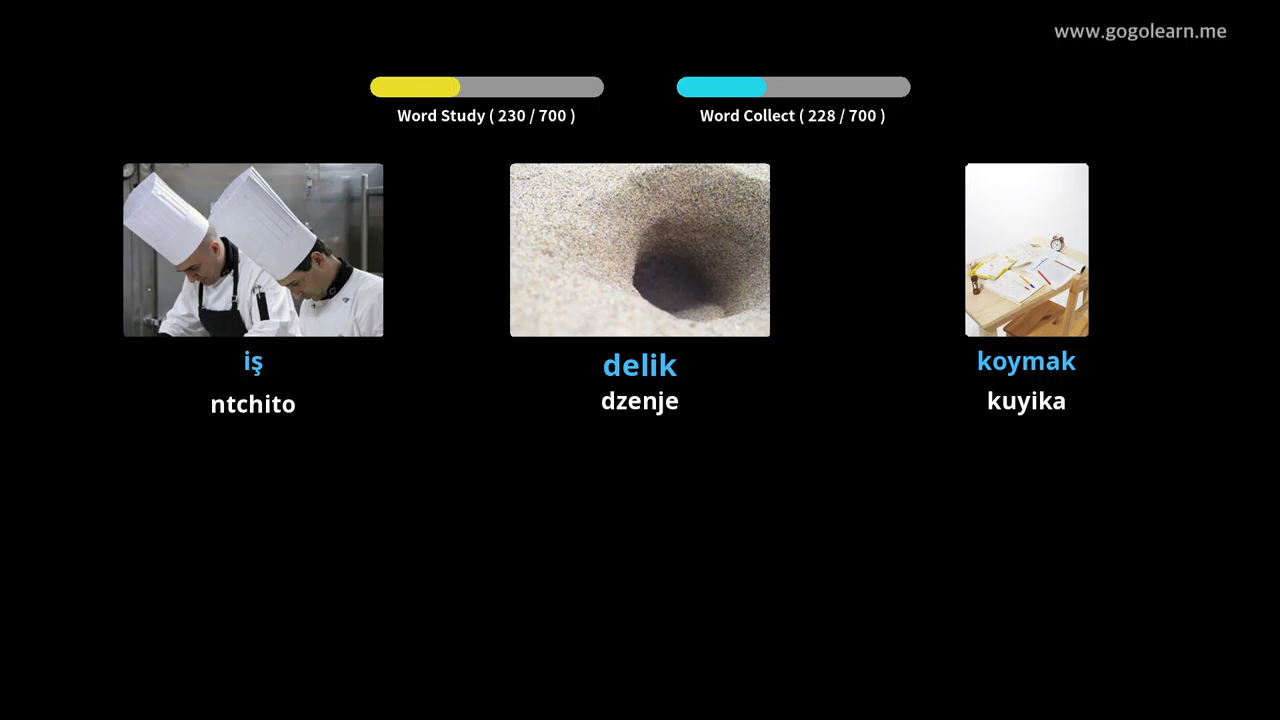 www.gogolearn.me
Word Study ( 230 / 700 )
Word Collect ( 228 / 700 )
iş
ntchito
delik
dzenje
koymak
kuyika